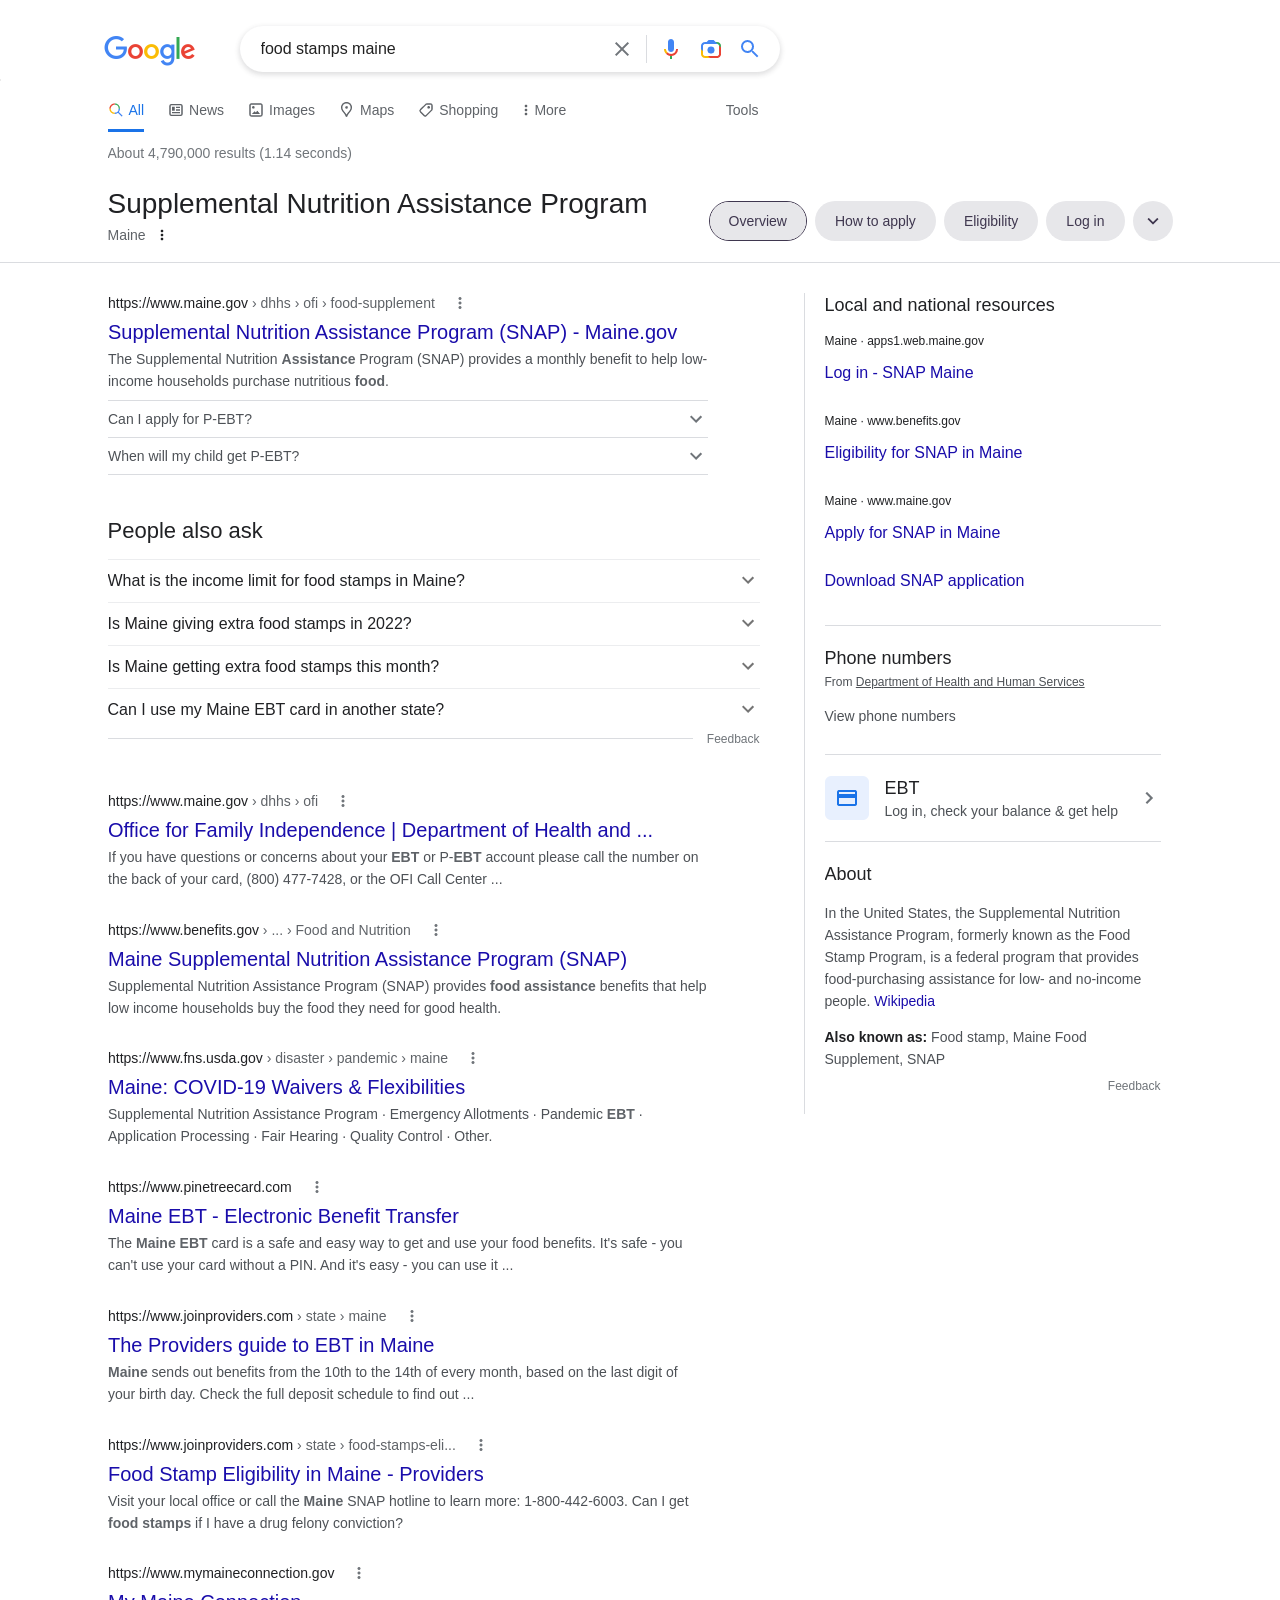 Google
food stamps maine
All News Images Maps Shopping More Tools
About 4,790,000 results (1.14 seconds)
Supplemental Nutrition Assistance Program
Maine
Overview How to apply Eligibility Log in
https://www.maine.gov › dhhs › ofi › food-supplement
Supplemental Nutrition Assistance Program (SNAP) - Maine.gov
The Supplemental Nutrition Assistance Program (SNAP) provides a monthly benefit to help low-
income households purchase nutritious food.
Can I apply for P-EBT?
When will my child get P-EBT?
People also ask
What is the income limit for food stamps in Maine?
Is Maine giving extra food stamps in 2022?
Is Maine getting extra food stamps this month?
Can I use my Maine EBT card in another state?
Feedback
https://www.maine.gov › dhhs › ofi
Office for Family Independence | Department of Health and ...
If you have questions or concerns about your EBT or P-EBT account please call the number on
the back of your card, (800) 477-7428, or the OFI Call Center ...
https://www.benefits.gov › ... › Food and Nutrition
Maine Supplemental Nutrition Assistance Program (SNAP)
Supplemental Nutrition Assistance Program (SNAP) provides food assistance benefits that help
low income households buy the food they need for good health.
https://www.fns.usda.gov › disaster › pandemic › maine
Maine: COVID-19 Waivers & Flexibilities
Supplemental Nutrition Assistance Program · Emergency Allotments · Pandemic EBT ·
Application Processing · Fair Hearing · Quality Control · Other.
https://www.pinetreecard.com
Maine EBT - Electronic Benefit Transfer
The Maine EBT card is a safe and easy way to get and use your food benefits. It's safe - you
can't use your card without a PIN. And it's easy - you can use it ...
https://www.joinproviders.com › state › maine
The Providers guide to EBT in Maine
Maine sends out benefits from the 10th to the 14th of every month, based on the last digit of
your birth day. Check the full deposit schedule to find out ...
https://www.joinproviders.com › state › food-stamps-eli...
Food Stamp Eligibility in Maine - Providers
Visit your local office or call the Maine SNAP hotline to learn more: 1-800-442-6003. Can I get
food stamps if I have a drug felony conviction?
https://www.mymaineconnection.gov
My Maine Connection
Local and national resources
Maine · apps1.web.maine.gov
Log in - SNAP Maine
Maine · www.benefits.gov
Eligibility for SNAP in Maine
Maine · www.maine.gov
Apply for SNAP in Maine
Download SNAP application
Phone numbers
From Department of Health and Human Services
View phone numbers
EBT
Log in, check your balance & get help
About
In the United States, the Supplemental Nutrition
Assistance Program, formerly known as the Food
Stamp Program, is a federal program that provides
food-purchasing assistance for low- and no-income
people. Wikipedia
Also known as: Food stamp, Maine Food
Supplement, SNAP
Feedback